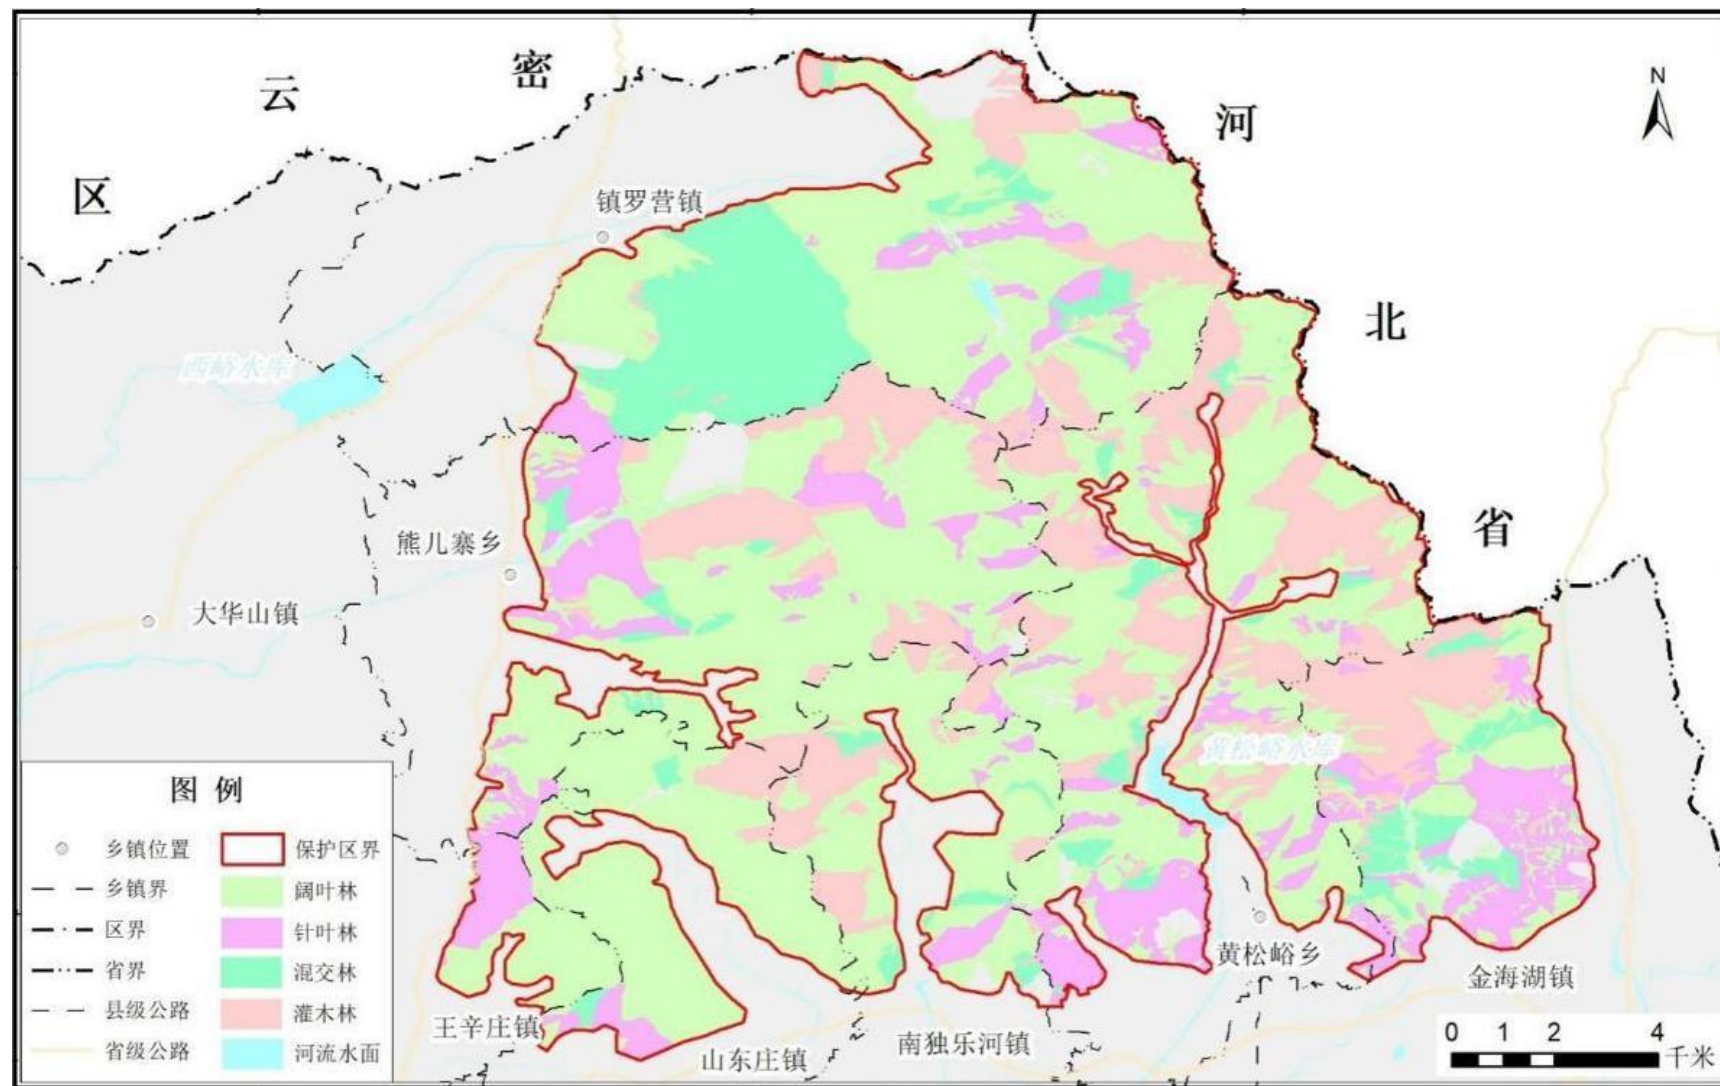 密
云
区
河
北
省
N
镇罗营镇
西峪水库
熊儿寨乡
大华山镇
黄松峪水库
黄松峪乡
金海湖镇
王辛庄镇
山东庄镇
南独乐河镇
图 例
乡镇位置
保护区界
乡镇界
阔叶林
区界
针叶林
省界
混交林
县级公路
灌木林
省级公路
河流水面
0 1 2 4
千米